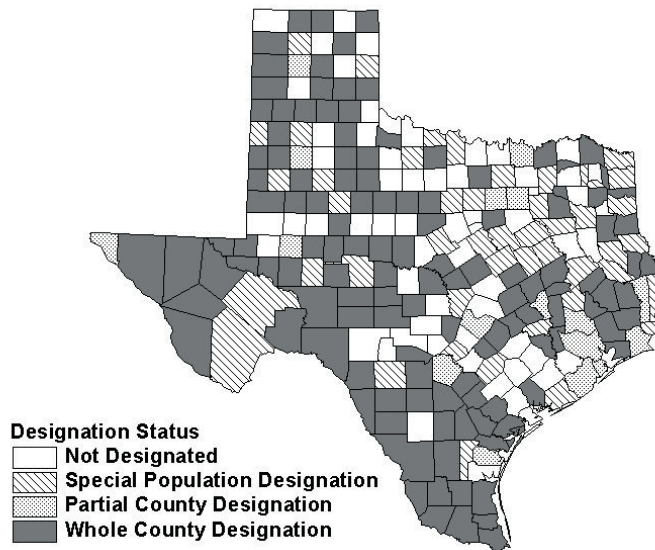 Designation Status
Not Designated
Special Population Designation
Partial County Designation
Whole County Designation